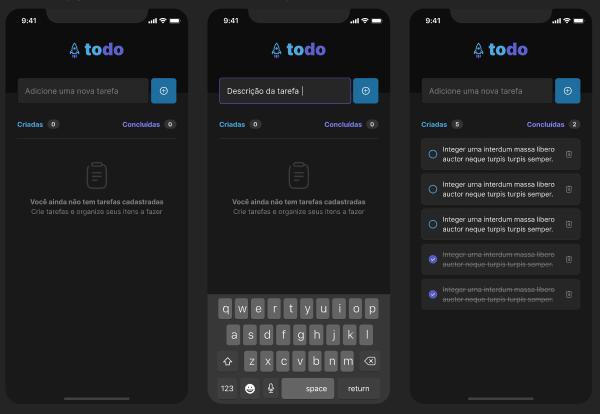 9:41
todo
Adicione uma nova tarefa
Criadas 0
Concluídas 0
Você ainda não tem tarefas cadastradas
Crie tarefas e organize seus itens a fazer
9:41
todo
Descrição da tarefa
Criadas 0
Concluídas 0
Você ainda não tem tarefas cadastradas
Crie tarefas e organize seus itens a fazer
q w e r t y u i o p
a s d f g h j k l
z x c v b n m
123 space return
9:41
todo
Adicione uma nova tarefa
Criadas 5
Concluídas 2
Integer urna interdum massa libero
auctor neque turpis turpis semper.
Integer urna interdum massa libero
auctor neque turpis turpis semper.
Integer urna interdum massa libero
auctor neque turpis turpis semper.
Integer urna interdum massa libero
auctor neque turpis turpis semper.
Integer urna interdum massa libero
auctor neque turpis turpis semper.